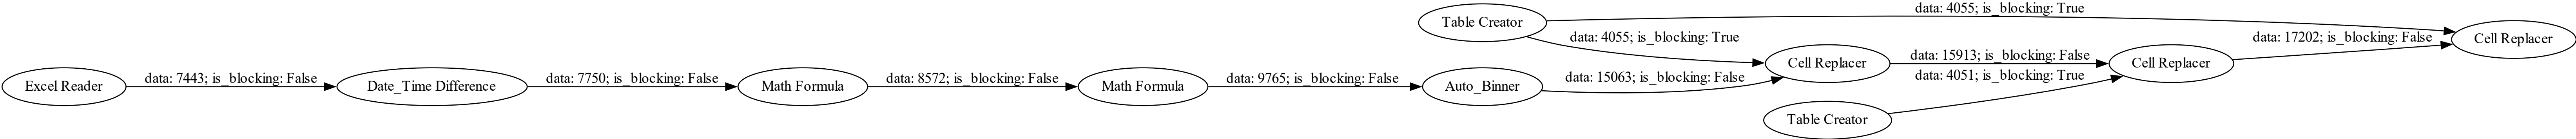 Excel Reader
data: 7443; is_blocking: False
Date_Time Difference
data: 7750; is_blocking: False
Math Formula
data: 8572; is_blocking: False
Math Formula
data: 9765; is_blocking: False
Auto_Binner
data: 15063; is_blocking: False
Table Creator
data: 4055; is_blocking: True
data: 4055; is_blocking: True
Cell Replacer
data: 15913; is_blocking: False
Table Creator
data: 4051; is_blocking: True
Cell Replacer
data: 17202; is_blocking: False
Cell Replacer